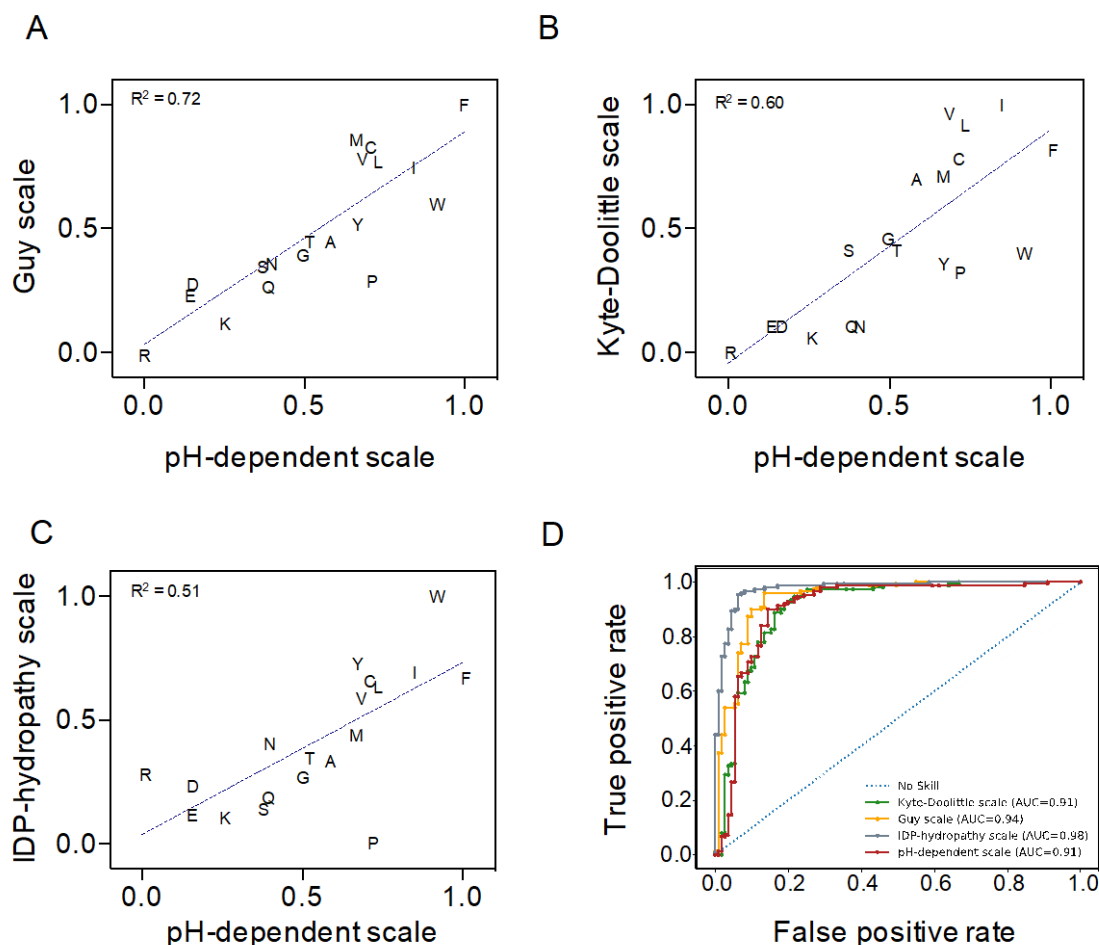 A
R² = 0.72
Guy scale
1.0
0.5
0.0
F
M
C
V
L
I
W
Y
T
A
G
S
N
P
D
Q
E
K
R
0.0 0.5 1.0
pH-dependent scale
B
R² = 0.60
Kyte-Doolittle scale
1.0
0.5
0.0
I
V
L
F
C
M
A
G
S
T
W
Y
P
E
D
Q
N
K
R
0.0 0.5 1.0
pH-dependent scale
C
R² = 0.51
IDP-hydropathy scale
1.0
0.5
0.0
W
Y
I
F
C
L
V
M
N
T
A
R
G
D
Q
S
E
K
P
0.0 0.5 1.0
pH-dependent scale
D
True positive rate
1.0
0.8
0.6
0.4
0.2
0.0
No Skill
Kyte-Doolittle scale (AUC=0.91)
Guy scale (AUC=0.94)
IDP-hydropathy scale (AUC=0.98)
pH-dependent scale (AUC=0.91)
0.0 0.2 0.4 0.6 0.8 1.0
False positive rate